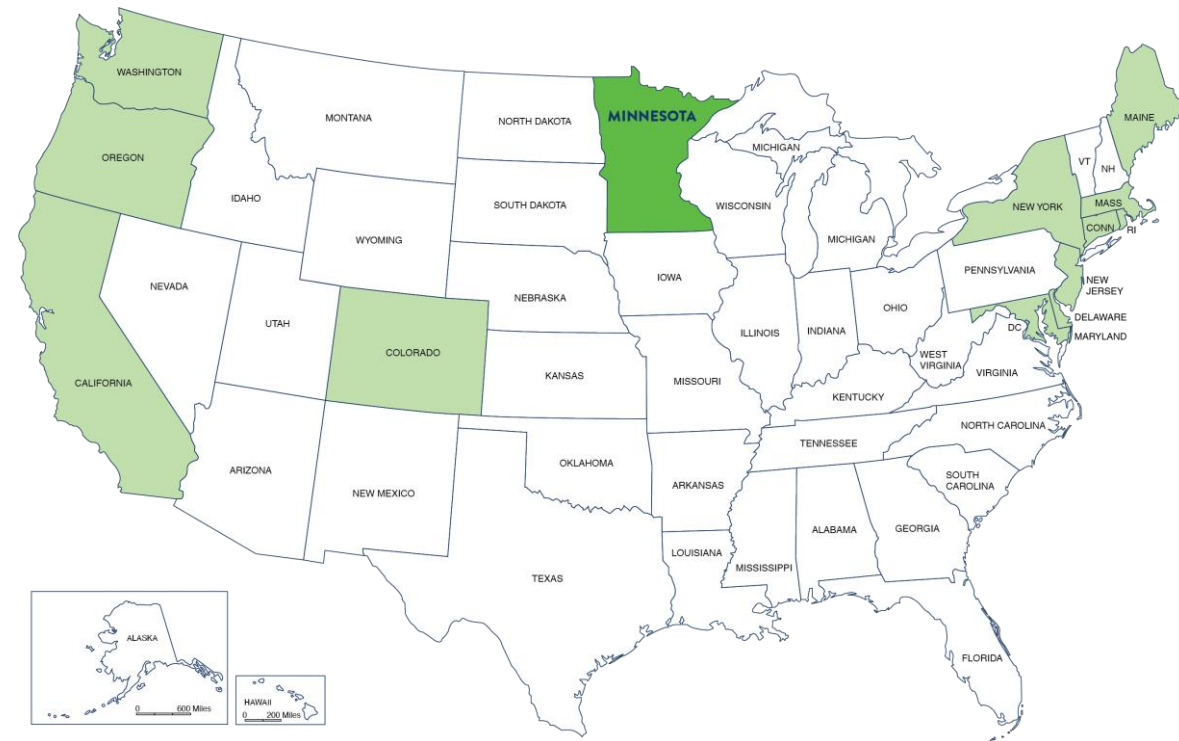 WASHINGTON
MONTANA
NORTH DAKOTA
MINNESOTA
MAINE
OREGON
MICHIGAN
VT
NH
IDAHO
SOUTH DAKOTA
WISCONSIN
NEW YORK
MASS
WYOMING
MICHIGAN
CONN
RI
NEVADA
NEBRASKA
IOWA
PENNSYLVANIA
NEW
JERSEY
UTAH
COLORADO
ILLINOIS
INDIANA
OHIO
DELAWARE
DC
MARYLAND
CALIFORNIA
KANSAS
MISSOURI
WEST
VIRGINIA
VIRGINIA
KENTUCKY
NORTH CAROLINA
TENNESSEE
ARIZONA
NEW MEXICO
OKLAHOMA
ARKANSAS
SOUTH
CAROLINA
ALABAMA
GEORGIA
LOUISIANA
MISSISSIPPI
TEXAS
FLORIDA
ALASKA
0 600 Miles
HAWAII
0 200 Miles